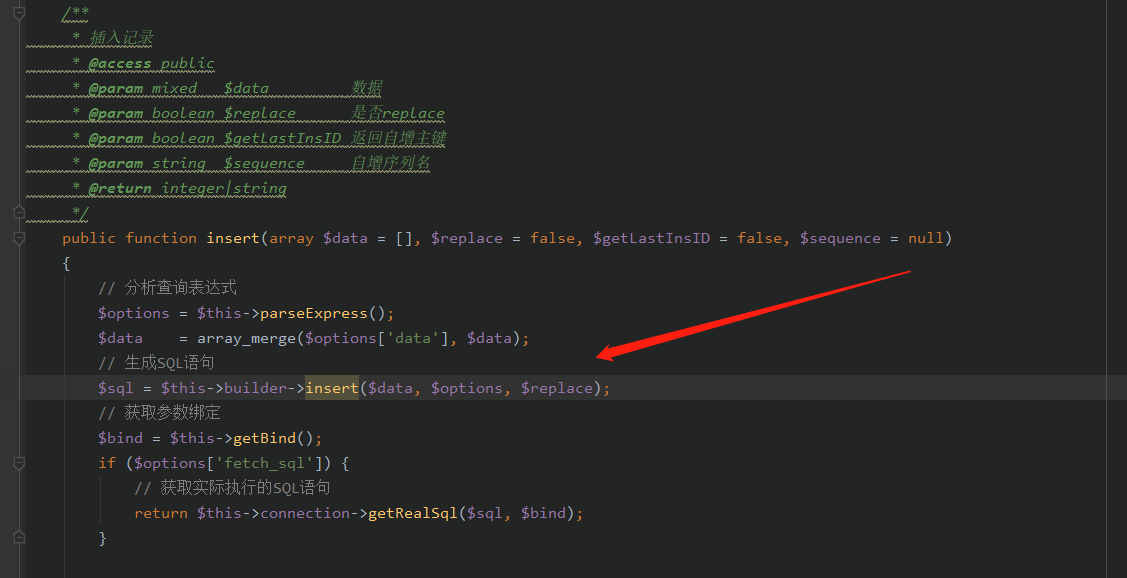 /**
* 插入记录
* @access public
* @param mixed   $data         数据
* @param boolean $replace      是否replace
* @param boolean $getLastInsID 返回自增主键
* @param string  $sequence     自增序列名
* @return integer|string
*/
public function insert(array $data = [], $replace = false, $getLastInsID = false, $sequence = null)
{
// 分析查询表达式
$options = $this->parseExpress();
$data    = array_merge($options['data'], $data);
// 生成SQL语句
$sql = $this->builder->insert($data, $options, $replace);
// 获取参数绑定
$bind = $this->getBind();
if ($options['fetch_sql']) {
// 获取实际执行的SQL语句
return $this->connection->getRealSql($sql, $bind);
}